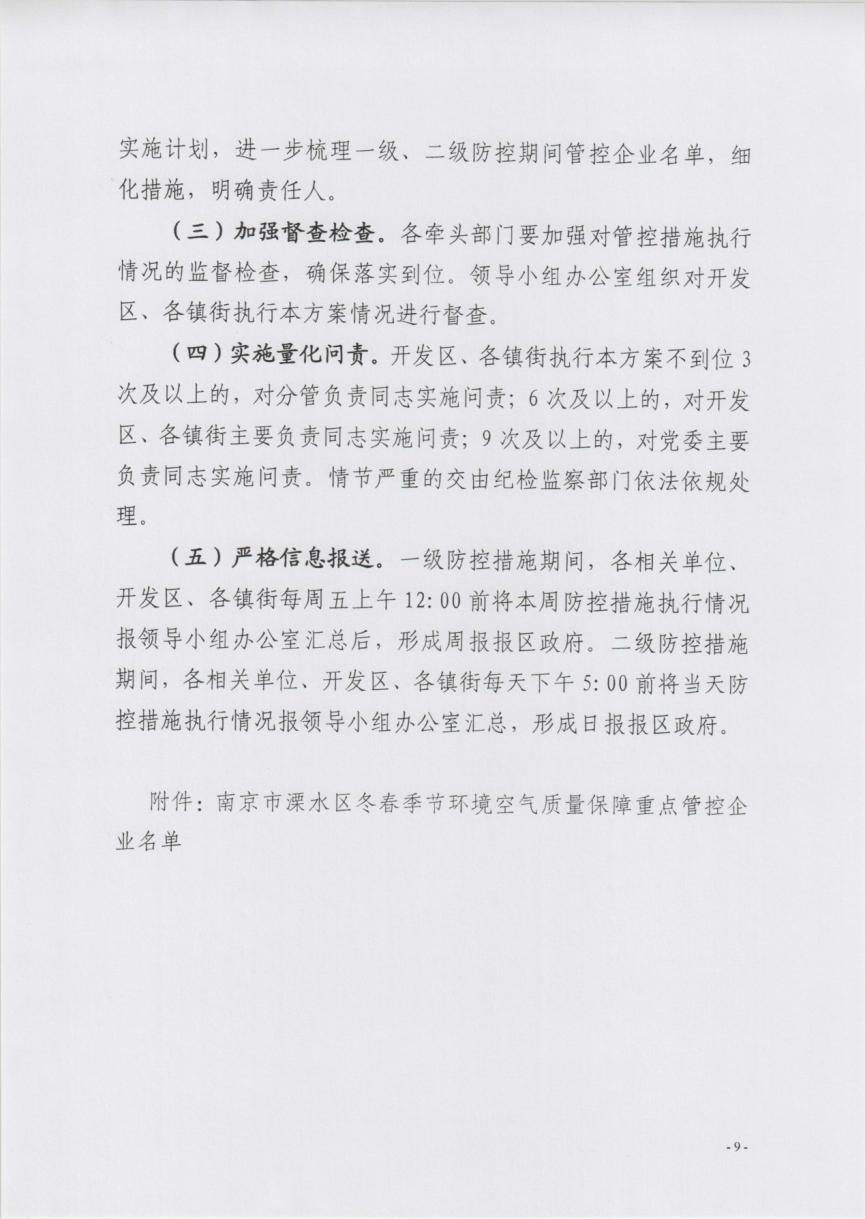 实施计划，进一步梳理一级、二级防控期间管控企业名单，细
化措施，明确责任人。
（三）加强督查检查。各牵头部门要加强对管控措施执行
情况的监督检查，确保落实到位。领导小组办公室组织对开发
区、各镇街执行本方案情况进行督查。
（四）实施量化问责。开发区、各镇街执行本方案不到位 3
次及以上的，对分管负责同志实施问责；6 次及以上的，对开发
区、各镇街主要负责同志实施问责；9 次及以上的，对党委主要
负责同志实施问责。情节严重的交由纪检监察部门依法依规处
理。
（五）严格信息报送。一级防控措施期间，各相关单位、
开发区、各镇街每周五上午 12:00 前将本周防控措施执行情况
报领导小组办公室汇总后，形成周报报区政府。二级防控措施
期间，各相关单位、开发区、各镇街每天下午 5:00 前将当天防
控措施执行情况报领导小组办公室汇总，形成日报报区政府。
附件：南京市溧水区冬春季节环境空气质量保障重点管控企
业名单
-9-